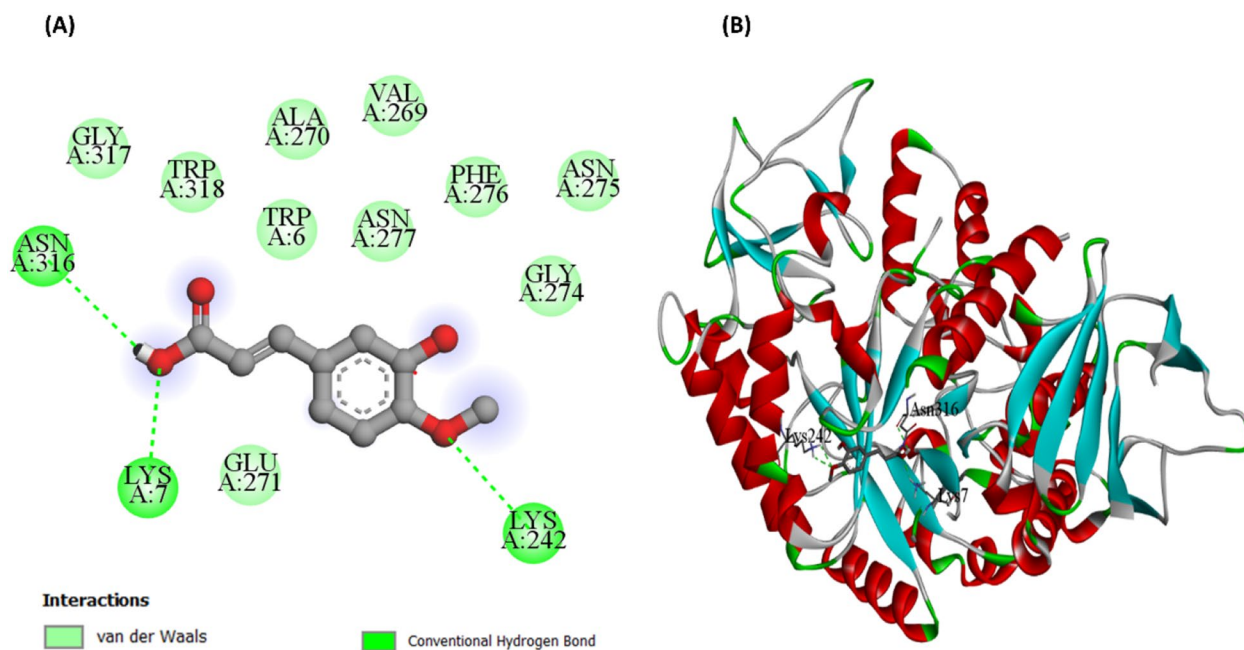 (A)
GLY
A:317
TRP
A:318
ALA
A:270
VAL
A:269
TRP
A:6
ASN
A:277
PHE
A:276
ASN
A:275
GLY
A:274
ASN
A:316
LYS
A:7
GLU
A:271
LYS
A:242
Interactions
van der Waals
Conventional Hydrogen Bond
(B)
Asn316
Lys242
Lys7